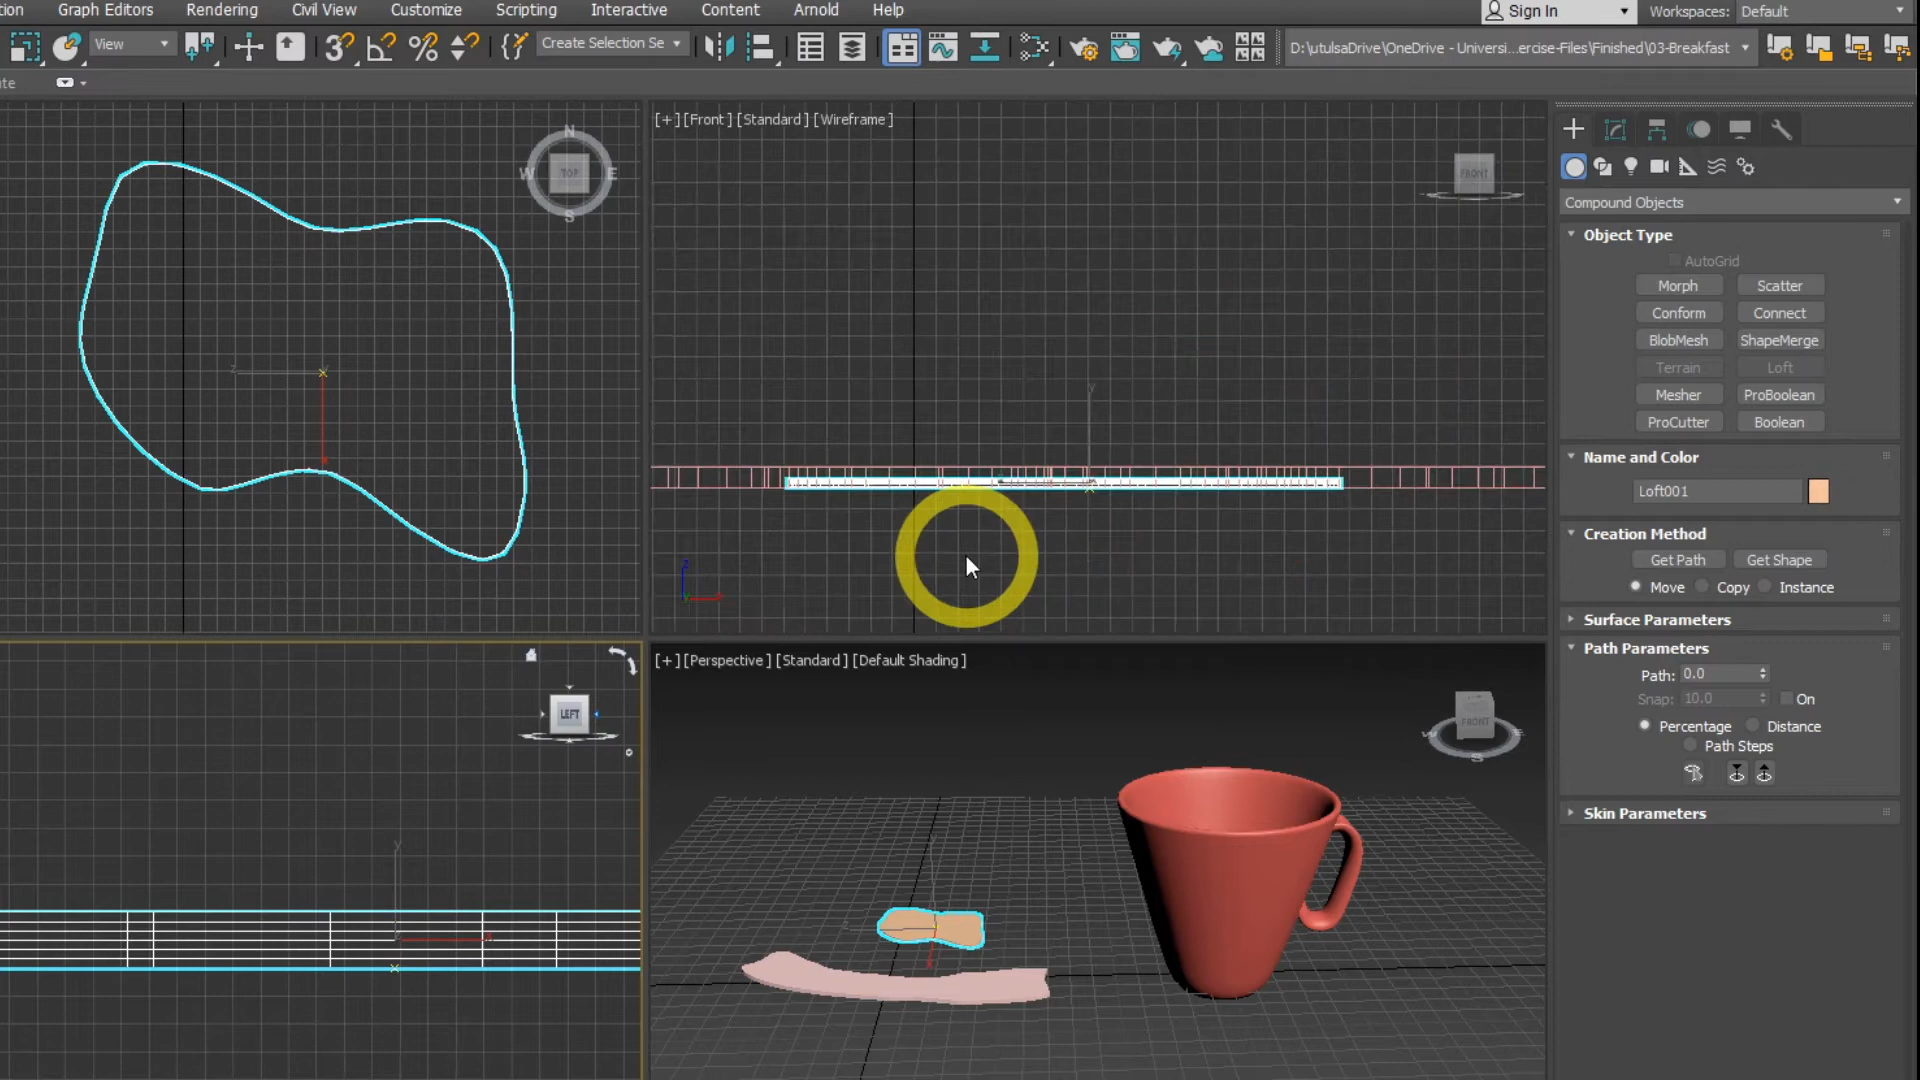 tion Graph Editors Rendering Civil View Customize Scripting Interactive Content Arnold Help Sign In Workspaces: Default
View Create Selection Se D:\utulsaDrive\OneDrive - Universi...ercise-Files\Finished\03-Breakfast
te
[+] [Front] [Standard] [Wireframe]
N
W TOP E
S
FRONT
Compound Objects
Object Type
AutoGrid
Morph Scatter
Conform Connect
BlobMesh ShapeMerge
Terrain Loft
Mesher ProBoolean
ProCutter Boolean
Name and Color
Loft001
Creation Method
Get Path Get Shape
Move Copy Instance
Surface Parameters
Path Parameters
Path: 0.0
Snap: 10.0 On
Percentage Distance
Path Steps
Skin Parameters
LEFT
[+] [Perspective] [Standard] [Default Shading]
FRONT
W E
S